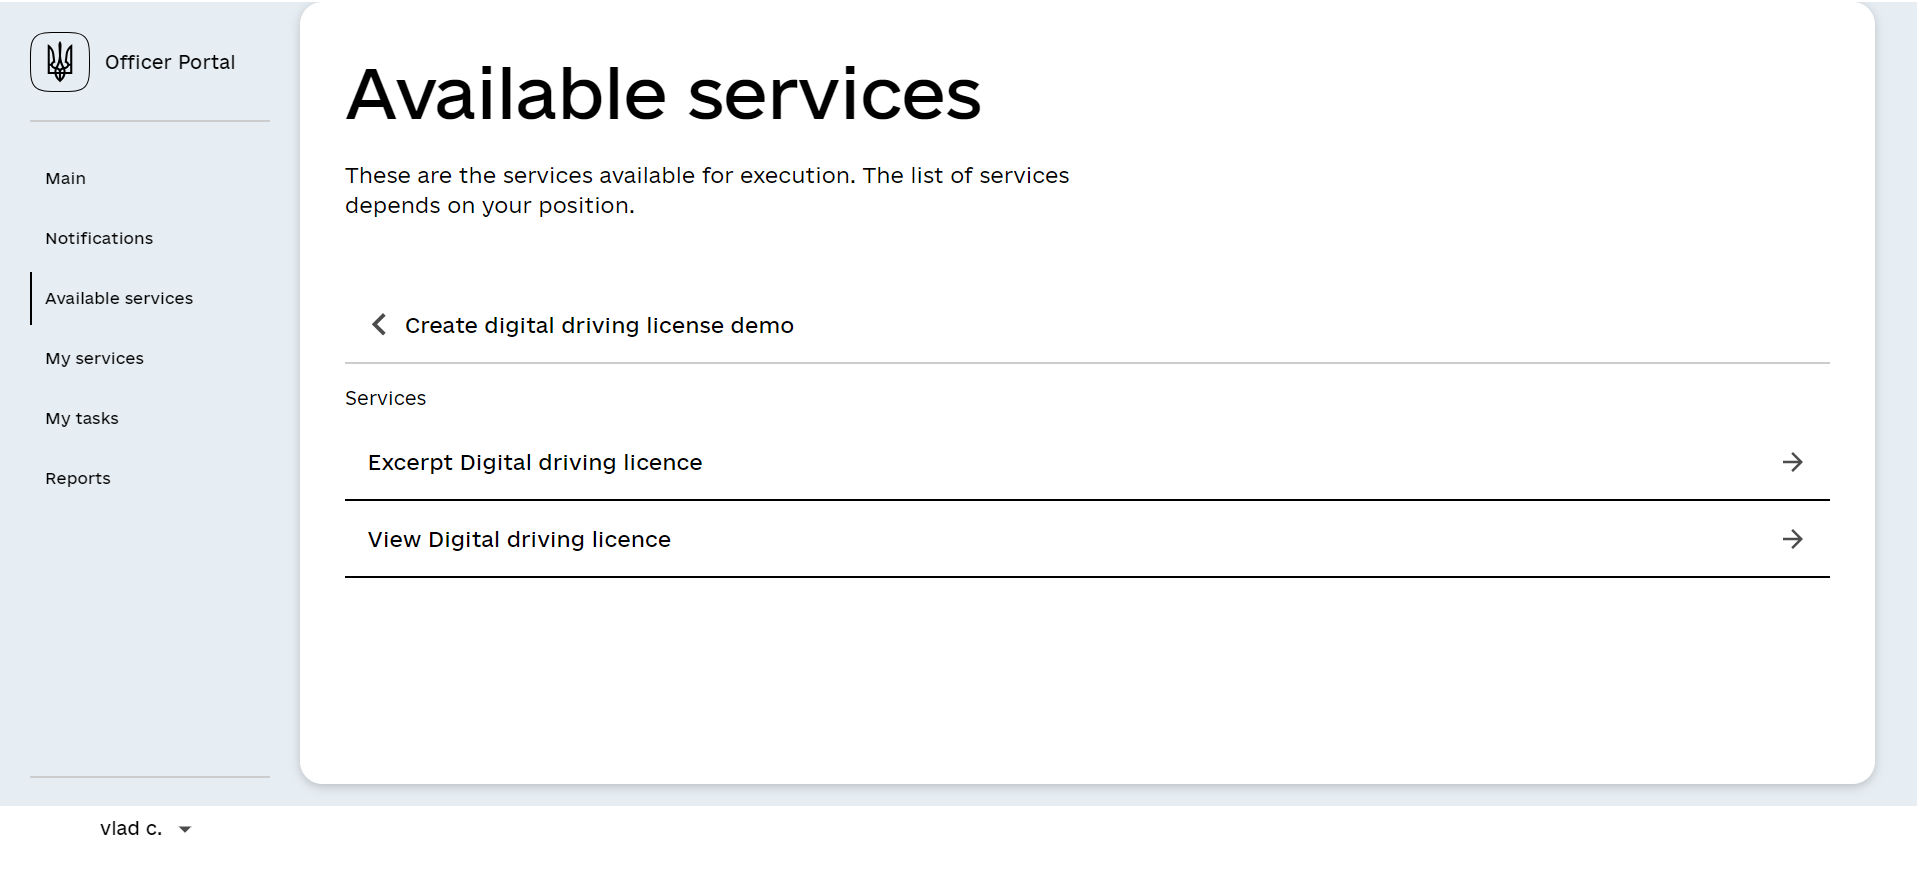 Officer Portal
Main
Notifications
Available services
My services
My tasks
Reports
vlad c.
Available services
These are the services available for execution. The list of services
depends on your position.
Create digital driving license demo
Services
Excerpt Digital driving licence
View Digital driving licence